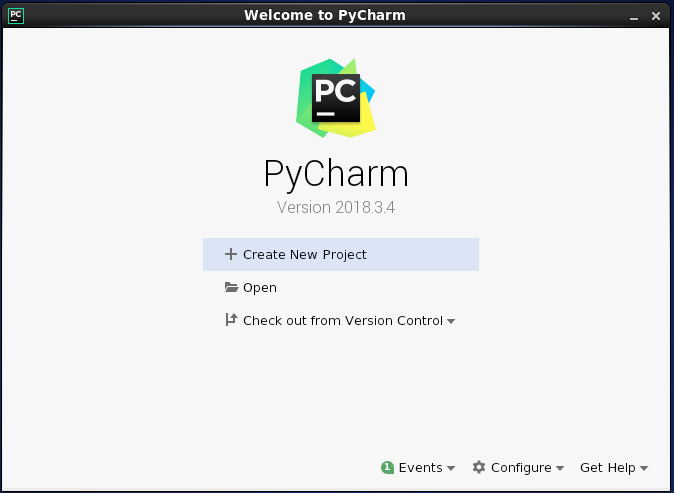 PC
Welcome to PyCharm
PC
PyCharm
Version 2018.3.4
Create New Project
Open
Check out from Version Control
1 Events Configure Get Help